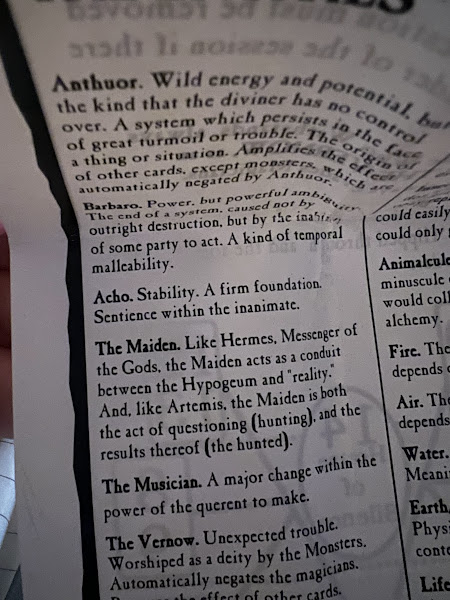 Anthuor. Wild energy and potential, but
the kind that the diviner has no control
over. A system which persists in the face
of great turmoil or trouble. The origin of
a thing or situation. Amplifies the effect
of other cards, except monsters, which are
automatically negated by Anthuor.
Barbaro. Power, but powerful ambiguity
The end of a system, caused not by
outright destruction, but by the
of some party to act. A kind of temporal
malleability.
Acho. Stability. A firm foundation.
Sentience within the inanimate.
The Maiden. Like Hermes, Messenger of
the Gods, the Maiden acts as a conduit
between the Hypogeum and "reality."
And, like Artemis, the Maiden is both
the act of questioning (hunting), and the
results thereof (the hunted).
The Musician. A major change within the
power of the querent to make.
The Vernow. Unexpected trouble.
Worshiped as a deity by the Monsters.
Automatically negates the magicians.
the effect of other cards.
could easily
could only
Animalcule
minuscule
would coll
alchemy.
Fire. The
depends
Air. The
depends
Water.
Meani
Earth.
Physi
conte
Life